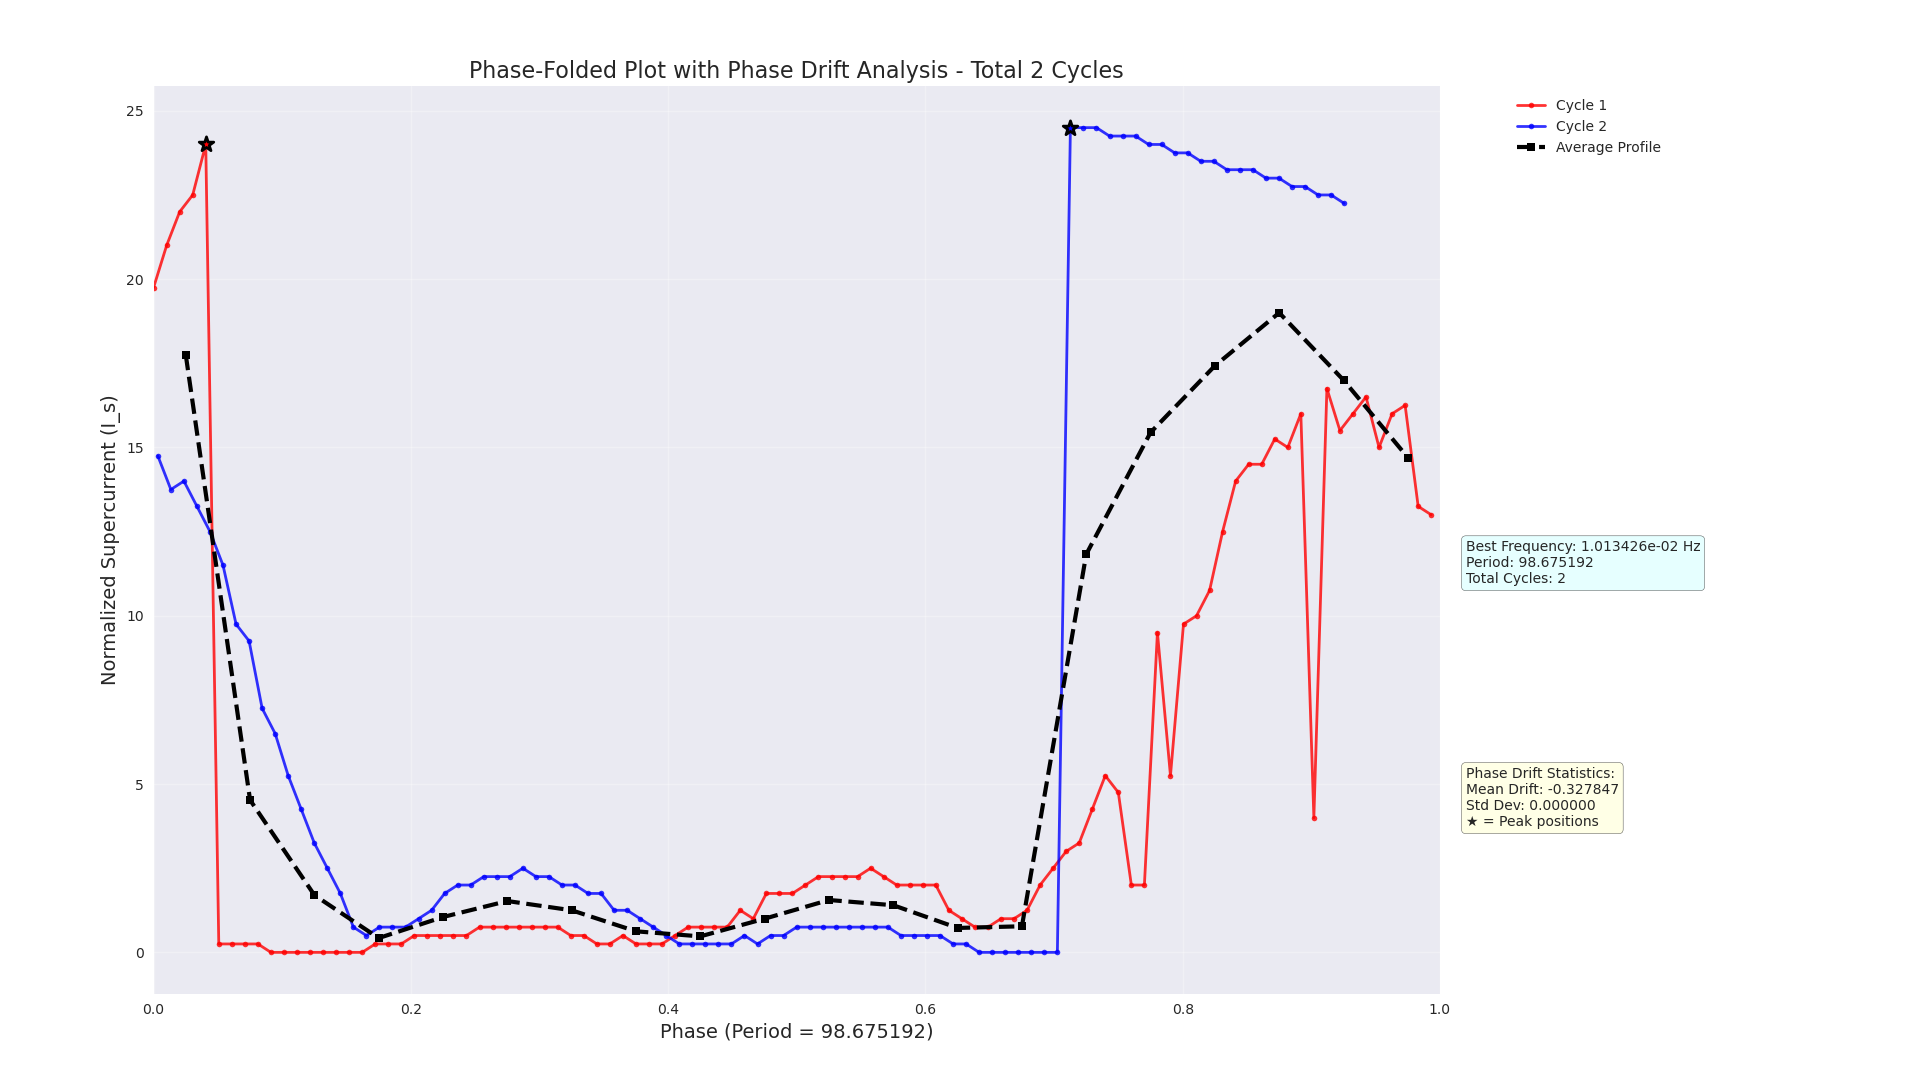 Phase-Folded Plot with Phase Drift Analysis - Total 2 Cycles
25
20
15
10
5
0
Normalized Supercurrent (I_s)
0.0
0.2
0.4
0.6
0.8
1.0
Phase (Period = 98.675192)
Cycle 1
Cycle 2
Average Profile
Best Frequency: 1.013426e-02 Hz
Period: 98.675192
Total Cycles: 2
Phase Drift Statistics:
Mean Drift: -0.327847
Std Dev: 0.000000
★ = Peak positions